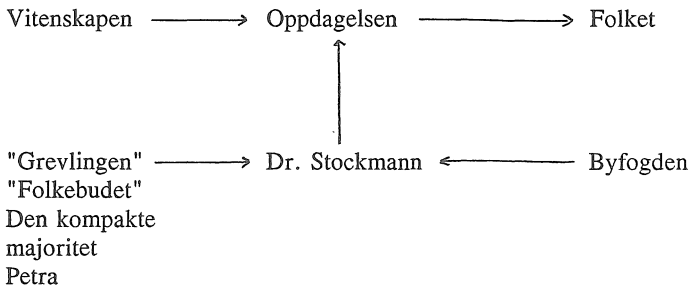 Vitenskapen Oppdagelsen Folket
"Grevlingen" Dr. Stockmann Byfogden
"Folkebudet"
Den kompakte
majoritet
Petra